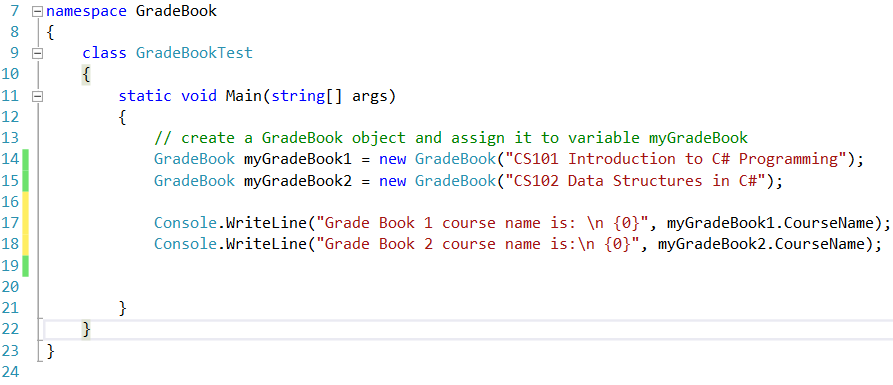 7 namespace GradeBook
8 {
9 class GradeBookTest
10 {
11 static void Main(string[] args)
12 {
13 // create a GradeBook object and assign it to variable myGradeBook
14 GradeBook myGradeBook1 = new GradeBook("CS101 Introduction to C# Programming");
15 GradeBook myGradeBook2 = new GradeBook("CS102 Data Structures in C#");
16
17 Console.WriteLine("Grade Book 1 course name is: \n {0}", myGradeBook1.CourseName);
18 Console.WriteLine("Grade Book 2 course name is:\n {0}", myGradeBook2.CourseName);
19
20
21 }
22 }
23 }
24